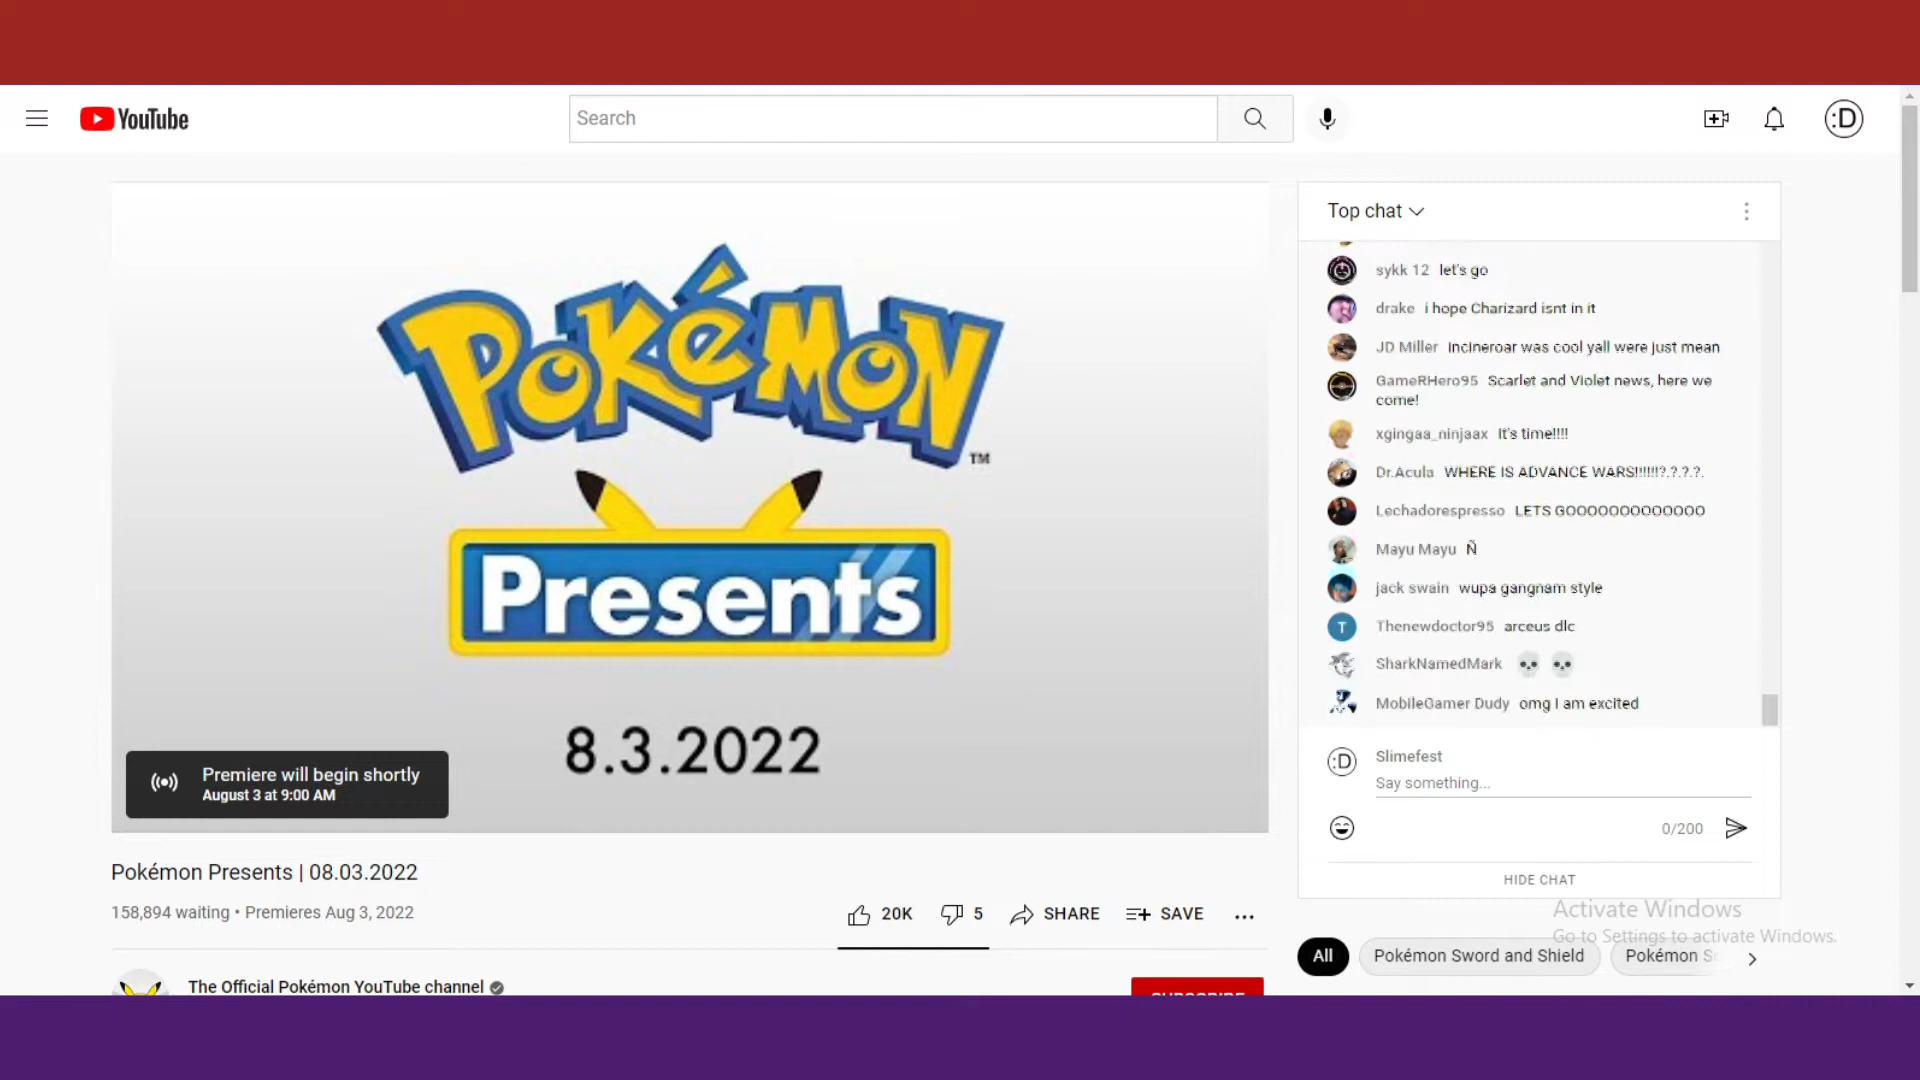 YouTube
Search
:D
POKéMON
TM
Presents
8.3.2022
Premiere will begin shortly
August 3 at 9:00 AM
Pokémon Presents | 08.03.2022
158,894 waiting • Premieres Aug 3, 2022
20K
5
SHARE
SAVE
The Official Pokémon YouTube channel
SUBSCRIBE
Top chat
sykk 12 let's go
drake i hope Charizard isnt in it
JD Miller incineroar was cool yall were just mean
GameRHero95 Scarlet and Violet news, here we
come!
xgingaa_ninjaax It's time!!!!
Dr.Acula WHERE IS ADVANCE WARS!!!!!!?.?.?.?.
Lechadorespresso LETS GOOOOOOOOOOOOO
Mayu Mayu Ñ
jack swain wupa gangnam style
T
Thenewdoctor95 arceus dlc
SharkNamedMark
MobileGamer Dudy omg I am excited
:D
Slimefest
Say something...
0/200
HIDE CHAT
Activate Windows
Go to Settings to activate Windows.
All
Pokémon Sword and Shield
Pokémon